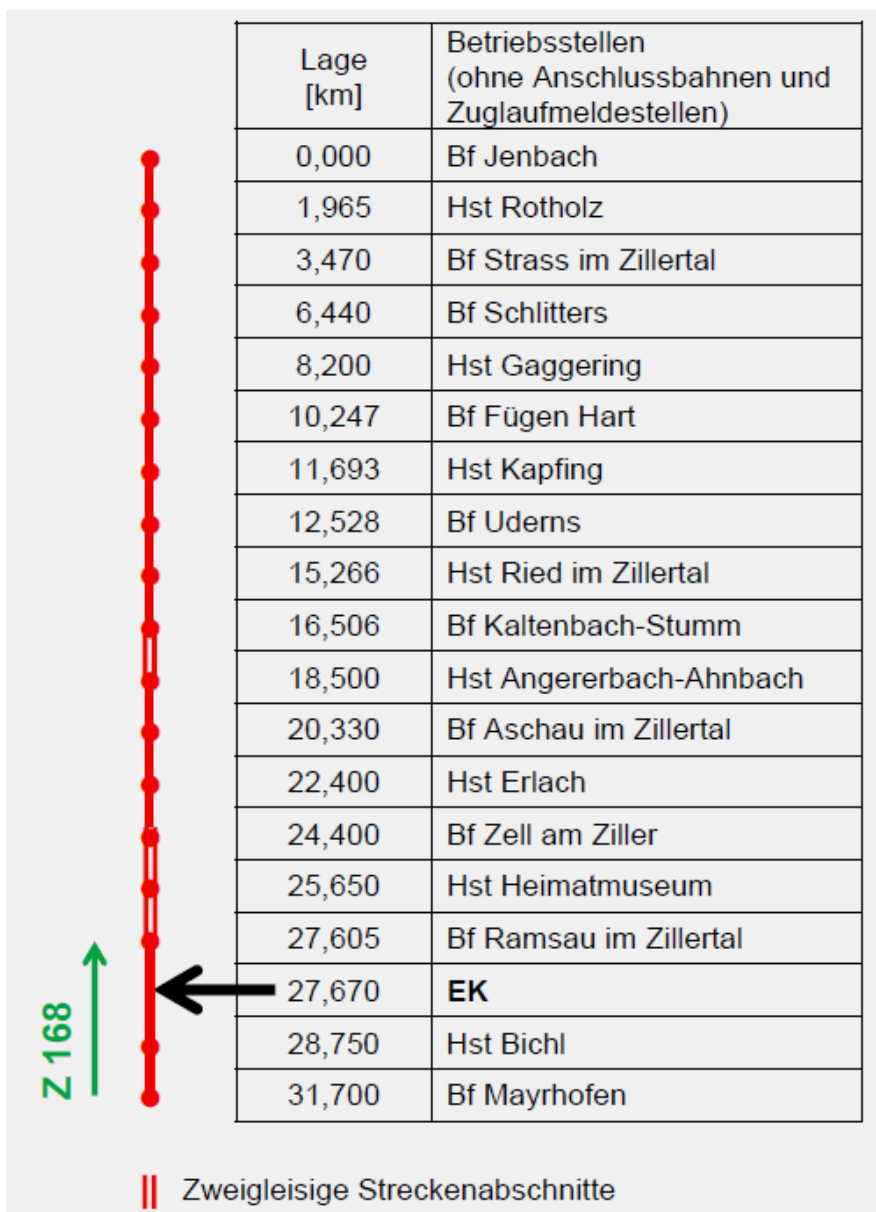 Lage
[km]
Betriebsstellen
(ohne Anschlussbahnen und
Zuglaufmeldestellen)
0,000 Bf Jenbach
1,965 Hst Rotholz
3,470 Bf Strass im Zillertal
6,440 Bf Schlitters
8,200 Hst Gaggering
10,247 Bf Fügen Hart
11,693 Hst Kapfing
12,528 Bf Uderns
15,266 Hst Ried im Zillertal
16,506 Bf Kaltenbach-Stumm
18,500 Hst Angererbach-Ahnbach
20,330 Bf Aschau im Zillertal
22,400 Hst Erlach
24,400 Bf Zell am Ziller
25,650 Hst Heimatmuseum
27,605 Bf Ramsau im Zillertal
27,670 EK
28,750 Hst Bichl
31,700 Bf Mayrhofen
Z 168
Zweigleisige Streckenabschnitte